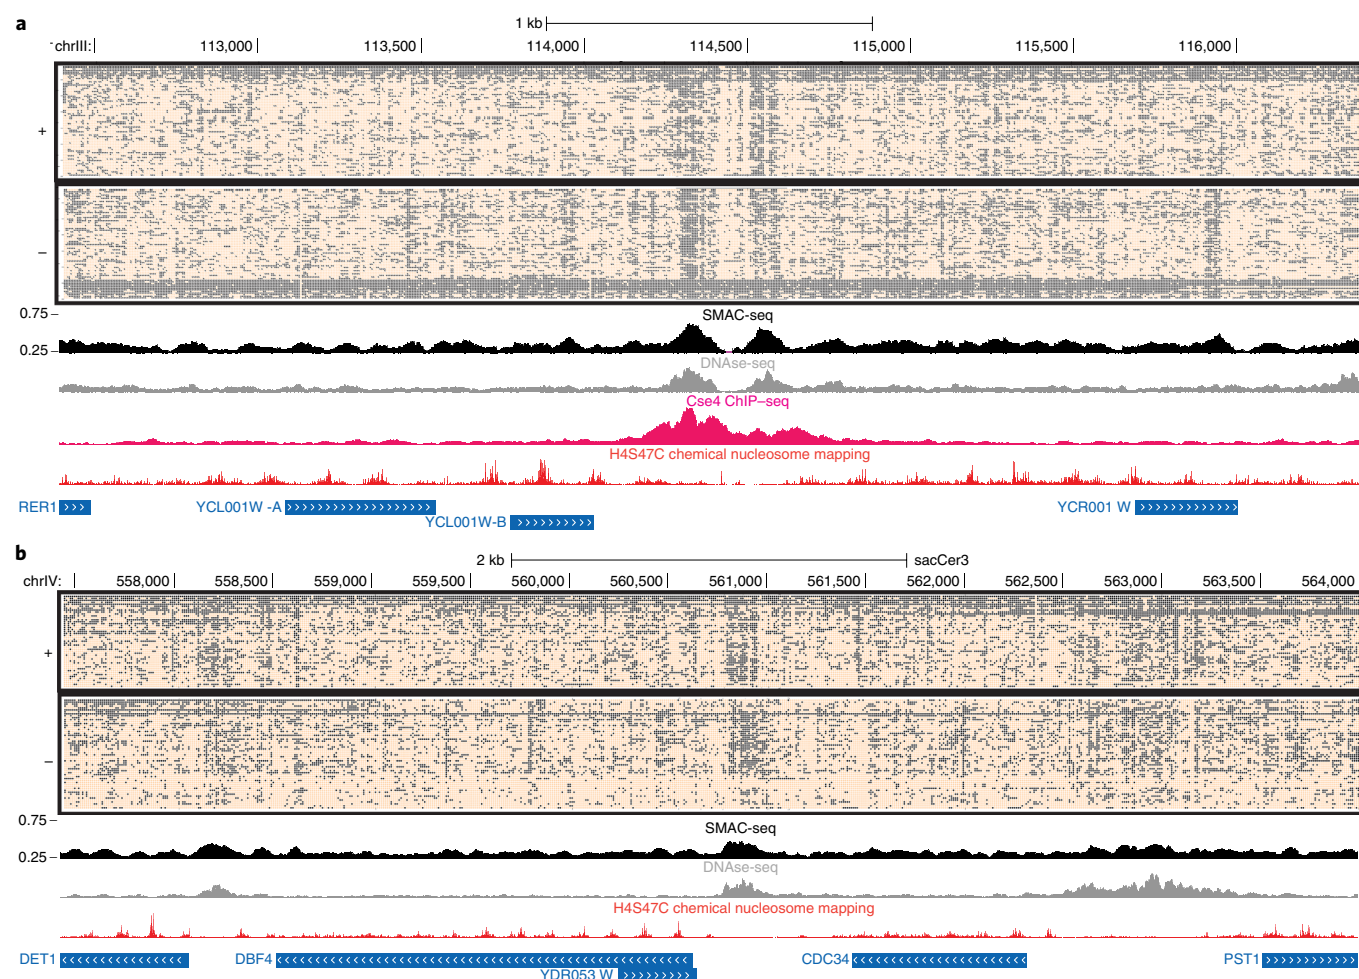 a
1 kb
chrIII: 113,000 113,500 114,000 114,500 115,000 115,500 116,000
+
–
0.75
SMAC-seq
0.25
DNAse-seq
Cse4 ChIP–seq
H4S47C chemical nucleosome mapping
RER1 YCL001W -A YCR001 W
YCL001W-B
b
2 kb sacCer3
chrIV: 558,000 558,500 559,000 559,500 560,000 560,500 561,000 561,500 562,000 562,500 563,000 563,500 564,000
+
–
0.75
SMAC-seq
0.25
DNAse-seq
H4S47C chemical nucleosome mapping
DET1 DBF4 CDC34 PST1
YDR053 W